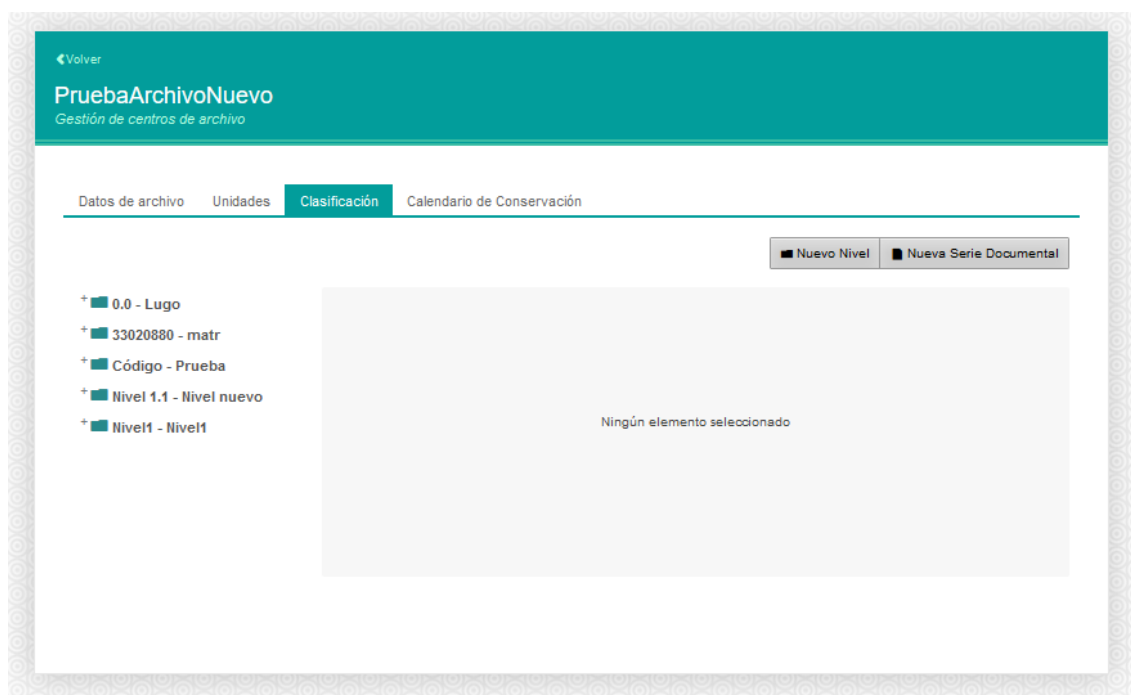 Volver
PruebaArchivoNuevo
Gestión de centros de archivo
Datos de archivo Unidades Clasificación Calendario de Conservación
Nuevo Nivel Nueva Serie Documental
+ 0.0 - Lugo
+ 33020880 - matr
+ Código - Prueba
+ Nivel 1.1 - Nivel nuevo
+ Nivel1 - Nivel1
Ningún elemento seleccionado